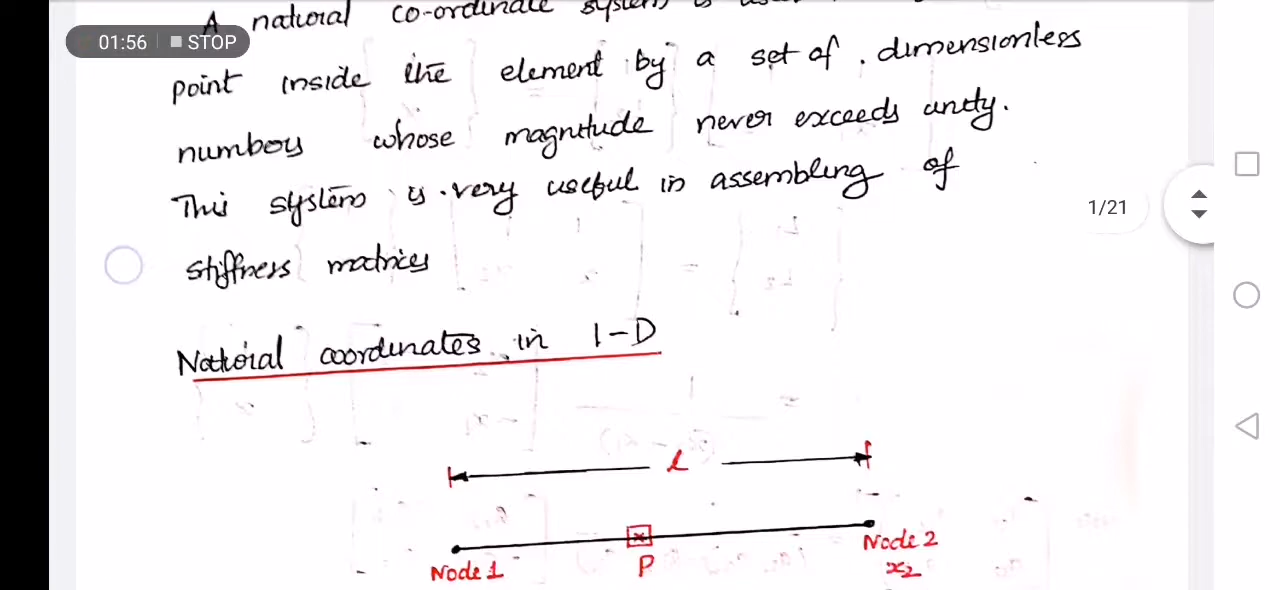 A natural co-ordinate system is
01:56 STOP
point inside the element by a set of . dimensionless
numbers whose magnitude never exceeds unity.
This system is very useful in assembling of
1/21
stiffness matrices
Natural coordinates in 1-D
l
Node 1 P Node 2
x2